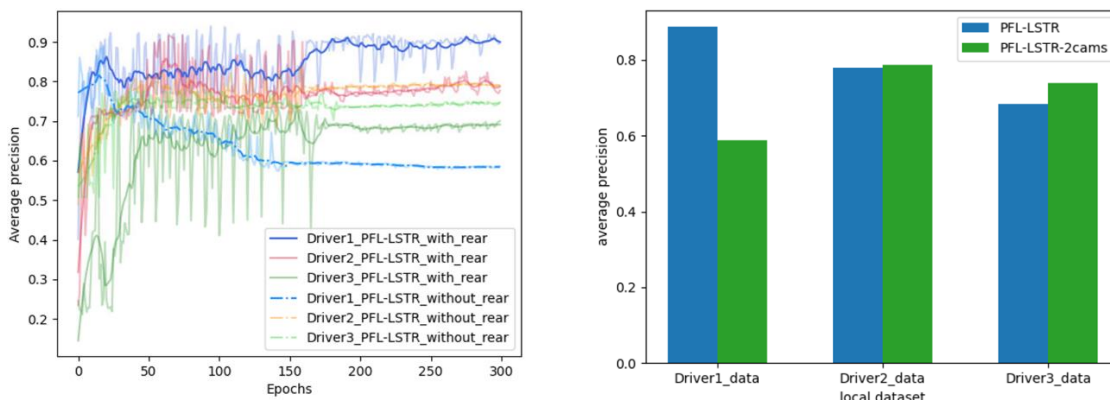 Average precision
0.9
0.8
0.7
0.6
0.5
0.4
0.3
0.2
Driver1_PFL-LSTR_with_rear
Driver2_PFL-LSTR_with_rear
Driver3_PFL-LSTR_with_rear
Driver1_PFL-LSTR_without_rear
Driver2_PFL-LSTR_without_rear
Driver3_PFL-LSTR_without_rear
0 50 100 150 200 250 300
Epochs
average precision
0.8
0.6
0.4
0.2
0.0
PFL-LSTR
PFL-LSTR-2cams
Driver1_data Driver2_data Driver3_data
local dataset